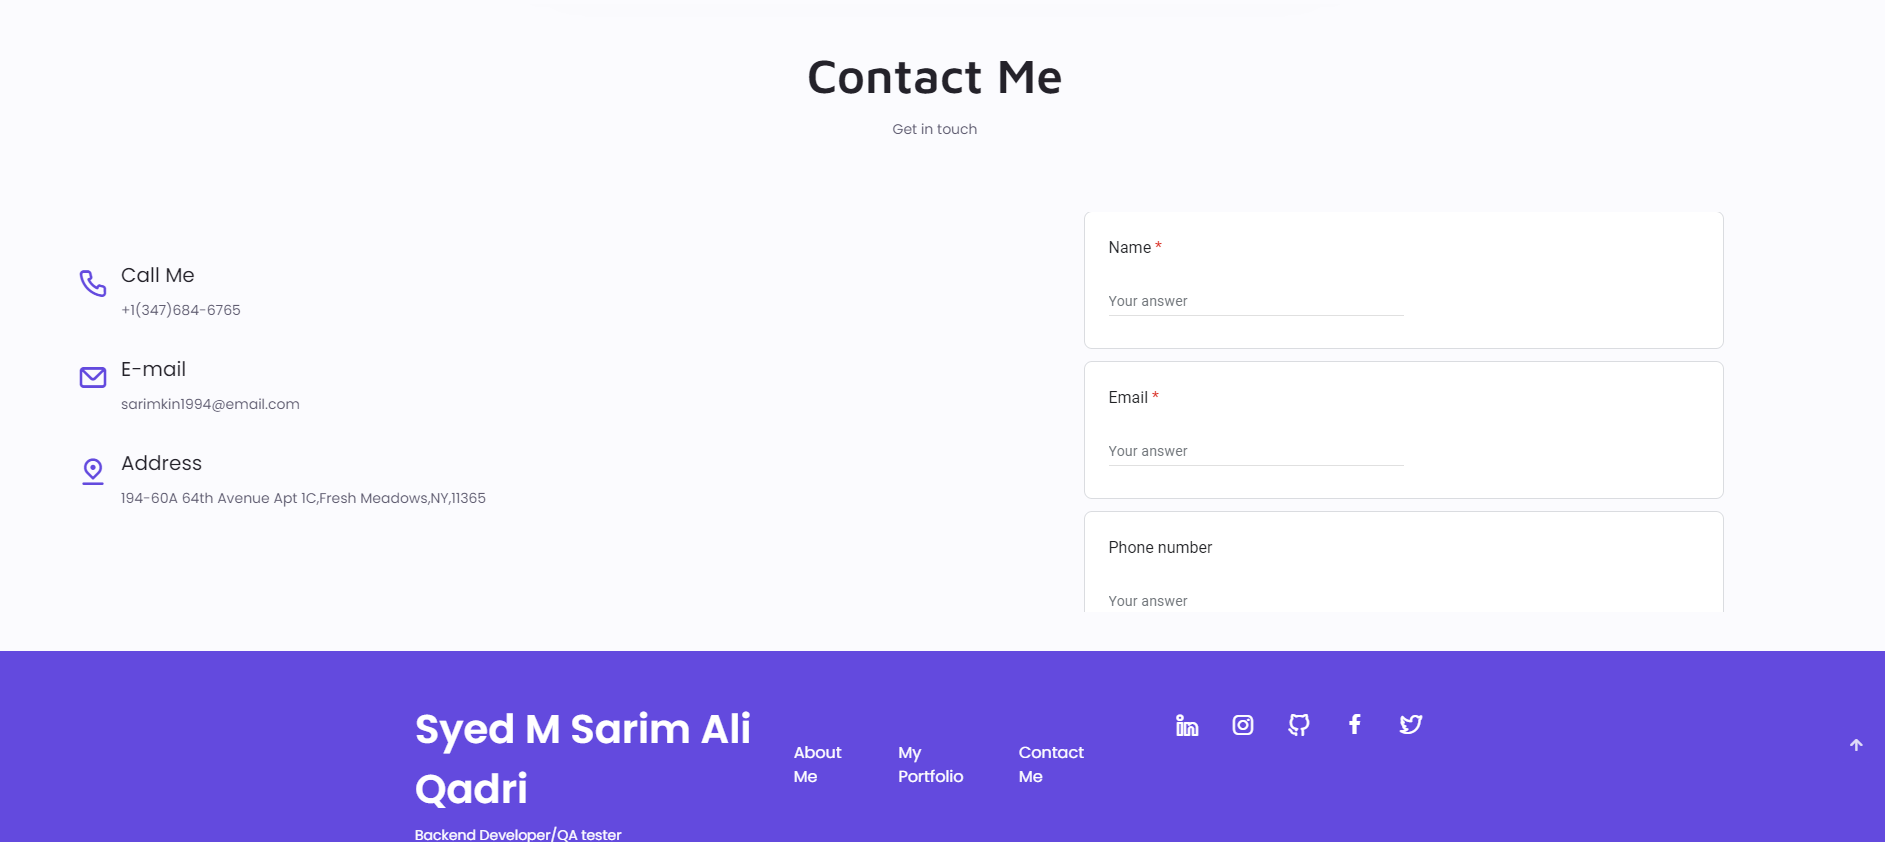 Contact Me
Get in touch
Call Me
+1(347)684-6765
E-mail
sarimkin1994@email.com
Address
194-60A 64th Avenue Apt 1C,Fresh Meadows,NY,11365
Name *
Your answer
Email *
Your answer
Phone number
Your answer
Syed M Sarim Ali
Qadri
Backend Developer/QA tester
About
Me
My
Portfolio
Contact
Me